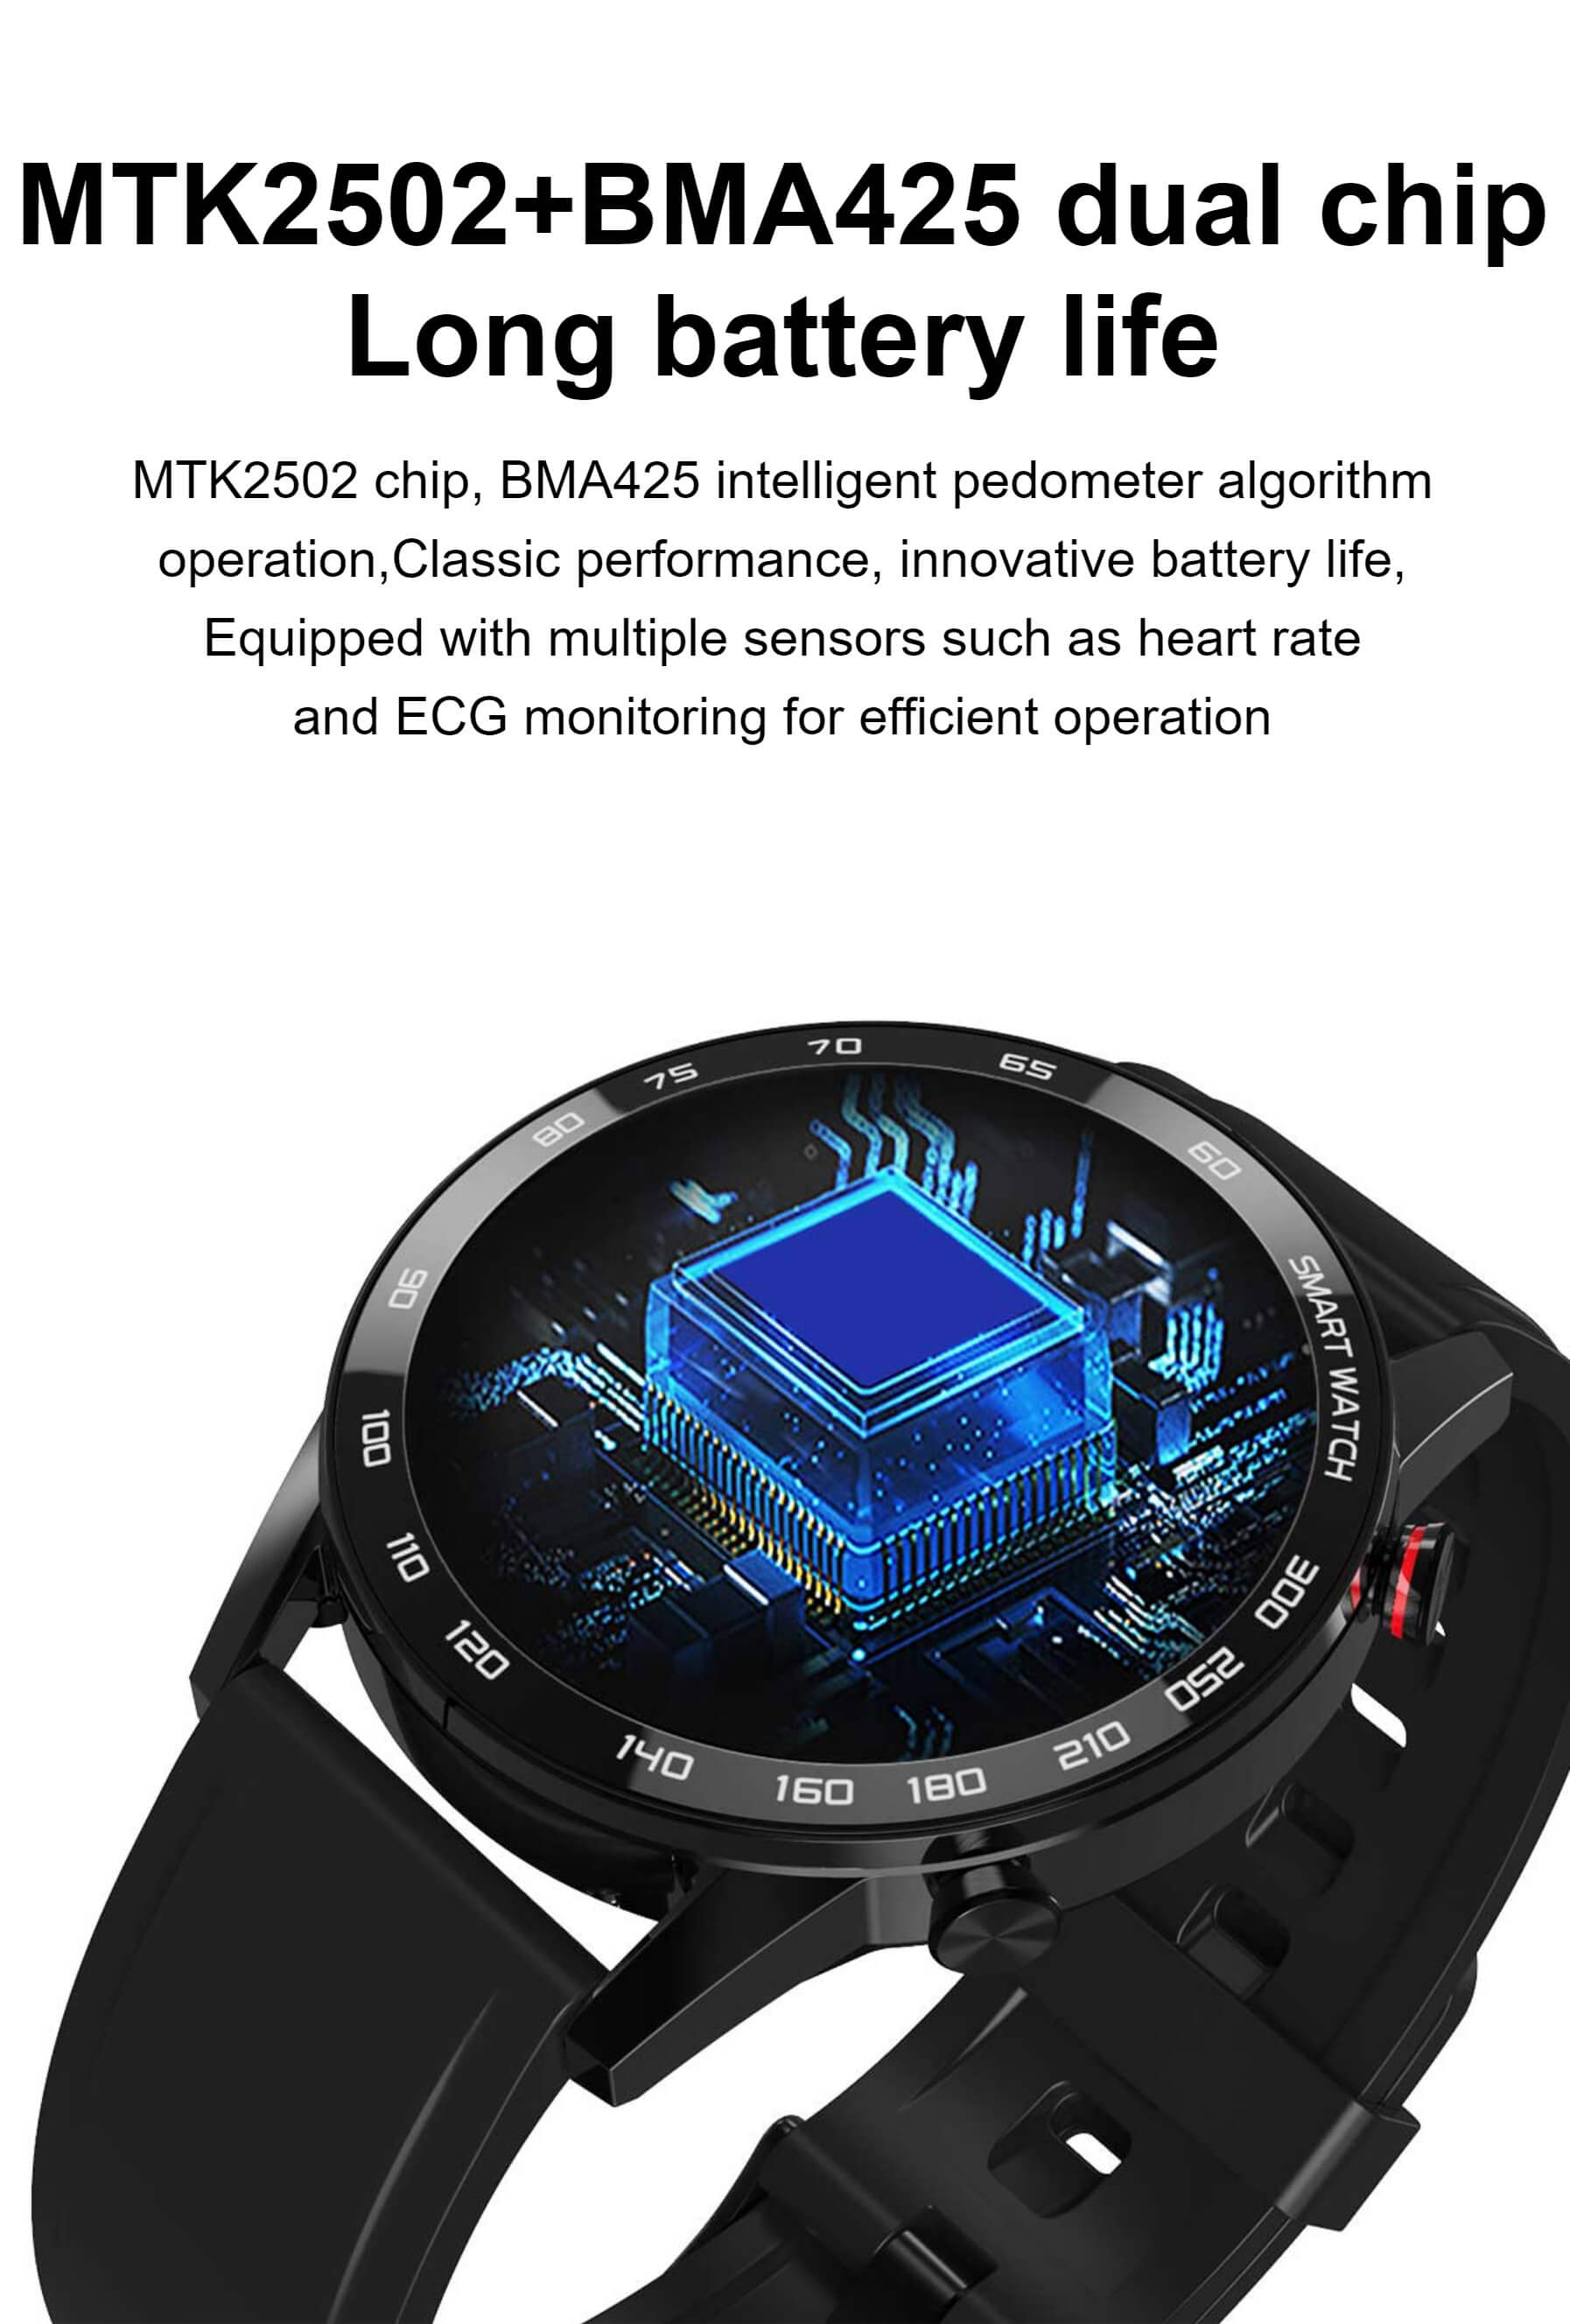 MTK2502+BMA425 dual chip
Long battery life
MTK2502 chip, BMA425 intelligent pedometer algorithm
operation,Classic performance, innovative battery life,
Equipped with multiple sensors such as heart rate
and ECG monitoring for efficient operation
70
75
65
80
60
90
SMART WATCH
100
110
300
120
250
140
210
160
180